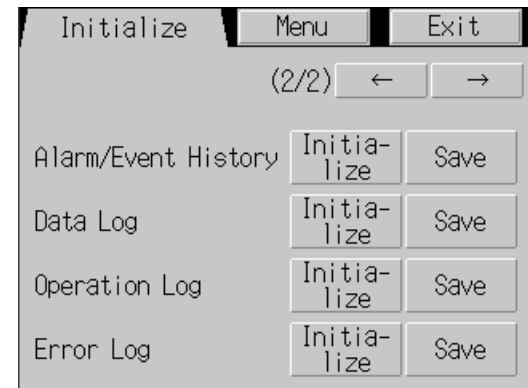 Initialize Menu Exit
(2/2) ← →
Alarm/Event History Initia-
lize Save
Data Log Initia-
lize Save
Operation Log Initia-
lize Save
Error Log Initia-
lize Save